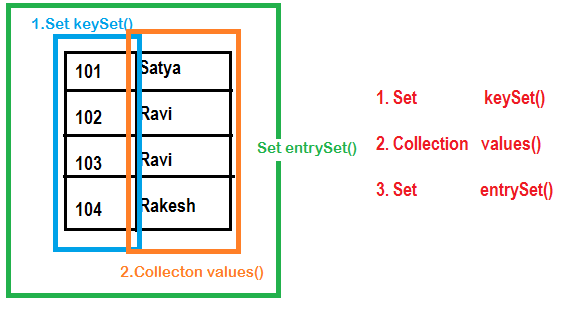 1.Set keySet()
101 Satya
102 Ravi
103 Ravi
104 Rakesh
Set entrySet()
2.Collecton values()
1. Set keySet()
2. Collection values()
3. Set entrySet()